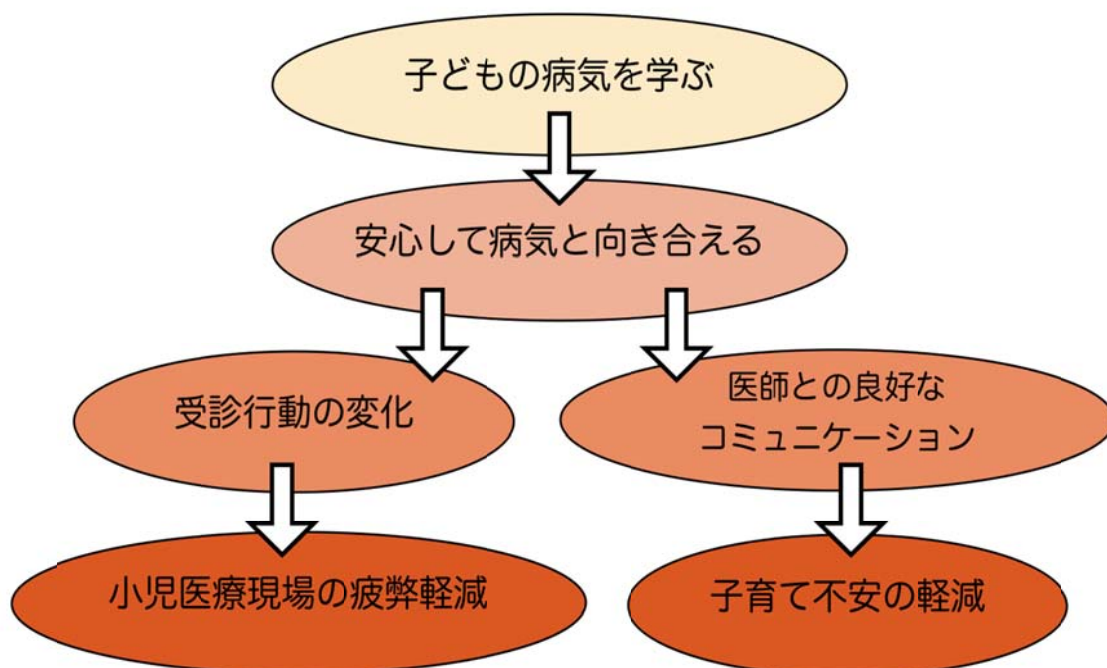 子どもの病気を学ぶ
安心して病気と向き合える
受診行動の変化
医師との良好な
コミュニケーション
小児医療現場の疲弊軽減
子育て不安の軽減